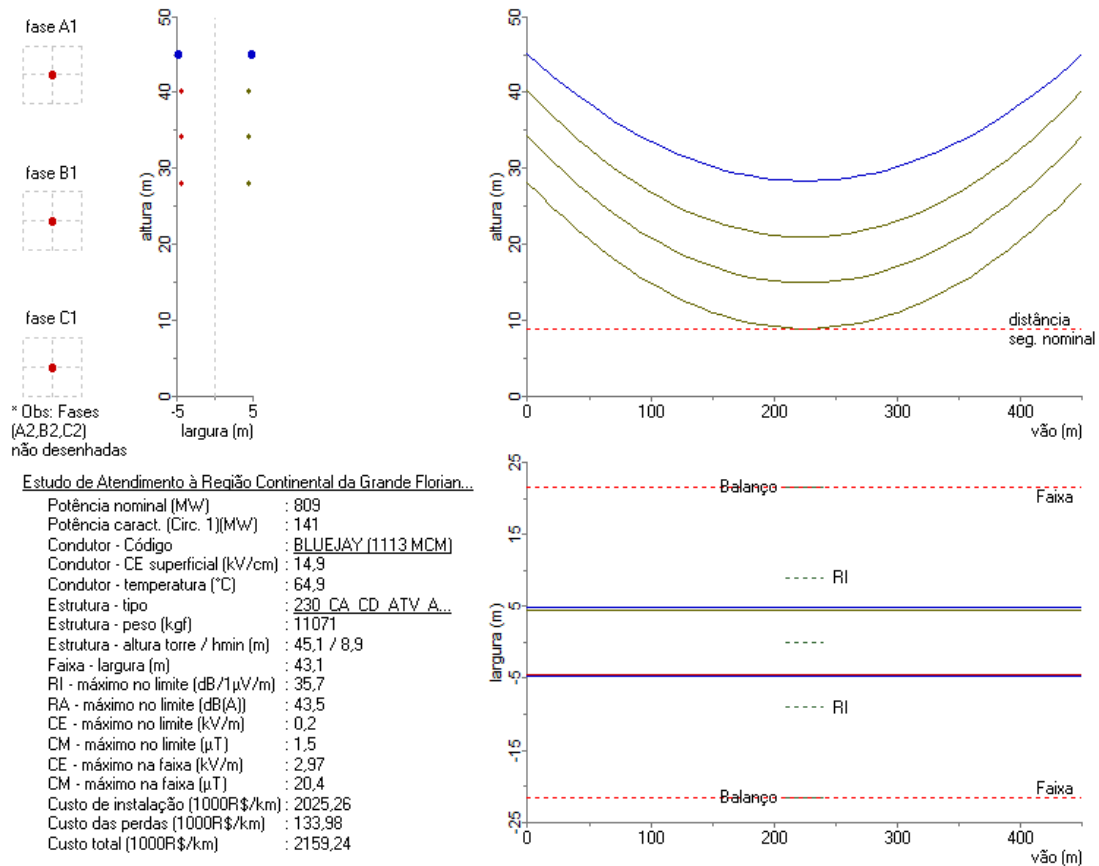 fase A1
fase B1
fase C1
* Obs: Fases
(A2,B2,C2)
não desenhadas
50
40
30
20
10
0
altura (m)
-5
5
largura (m)
50
40
30
20
10
0
altura (m)
distância
seg. nominal
0
100
200
300
400
vão (m)
Estudo de Atendimento à Região Continental da Grande Florian...
Potência nominal (MW) : 809
Potência caract. (Circ. 1)(MW) : 141
Condutor - Código : BLUEJAY (1113 MCM)
Condutor - CE superficial (kV/cm) : 14,9
Condutor - temperatura (°C) : 64,9
Estrutura - tipo : 230_CA_CD_ATV_A...
Estrutura - peso (kgf) : 11071
Estrutura - altura torre / hmin (m) : 45,1 / 8,9
Faixa - largura (m) : 43,1
RI - máximo no limite (dB/1µV/m) : 35,7
RA - máximo no limite (dB(A)) : 43,5
CE - máximo no limite (kV/m) : 0,2
CM - máximo no limite (µT) : 1,5
CE - máximo na faixa (kV/m) : 2,97
CM - máximo na faixa (µT) : 20,4
Custo de instalação (1000R$/km) : 2025,26
Custo das perdas (1000R$/km) : 133,98
Custo total (1000R$/km) : 2159,24
25
15
5
-5
-15
-25
largura (m)
Balanço
Faixa
RI
RI
Balanço
Faixa
0
100
200
300
400
vão (m)